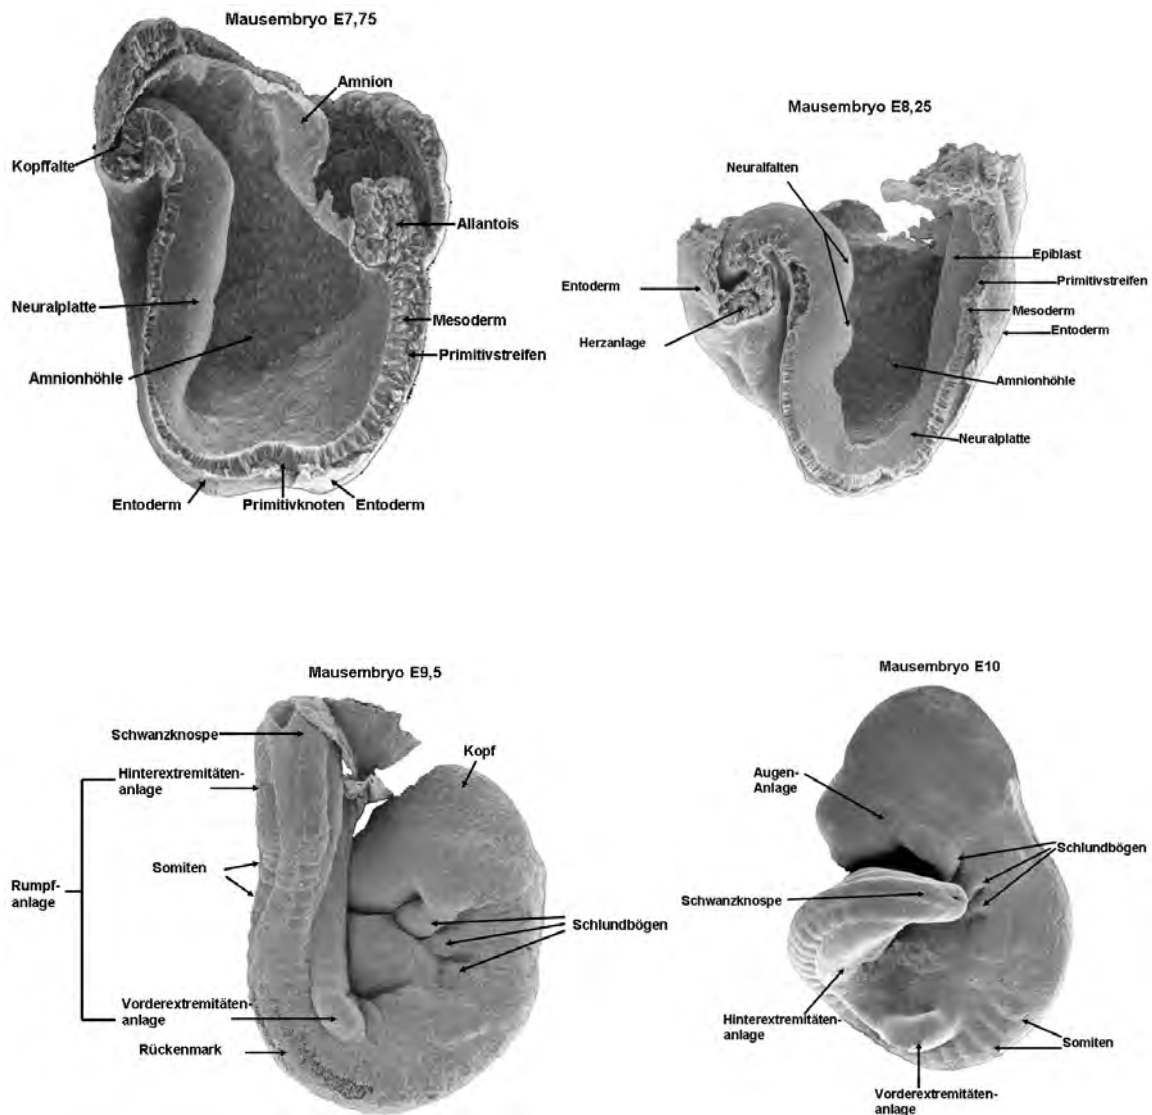 Mausembryo E7,75
Amnion
Kopffalte
Allantois
Neuralplatte
Mesoderm
Primitivstreifen
Amnionhöhle
Entoderm
Primitivknoten
Entoderm
Mausembryo E8,25
Neuralfalten
Epiblast
Entoderm
Primitivstreifen
Mesoderm
Entoderm
Herzanlage
Amnionhöhle
Neuralplatte
Mausembryo E9,5
Schwanzknospe
Kopf
Hinterextremitäten-
anlage
Somiten
Rumpf-
anlage
Schlundbögen
Vorderextremitäten-
anlage
Rückenmark
Mausembryo E10
Augen-
Anlage
Schlundbögen
Schwanzknospe
Hinterextremitäten-
anlage
Somiten
Vorderextremitäten-
anlage